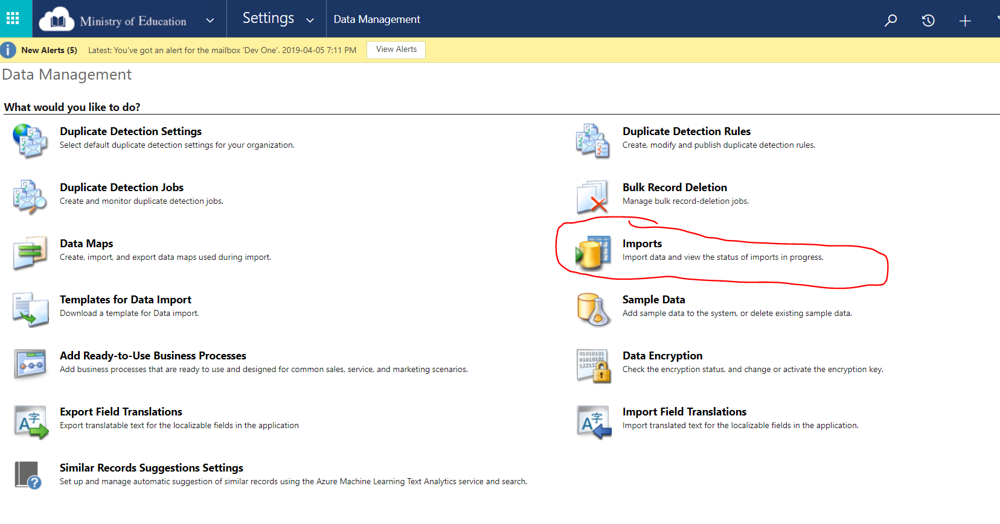 Ministry of Education
Settings
Data Management
New Alerts (5) Latest: You've got an alert for the mailbox 'Dev One'. 2019-04-05 7:11 PM View Alerts
Data Management
What would you like to do?
Duplicate Detection Settings
Select default duplicate detection settings for your organization.
Duplicate Detection Rules
Create, modify and publish duplicate detection rules.
Duplicate Detection Jobs
Create and monitor duplicate detection jobs.
Bulk Record Deletion
Manage bulk record-deletion jobs.
Data Maps
Create, import, and export data maps used during import.
Imports
Import data and view the status of imports in progress.
Templates for Data Import
Download a template for Data import.
Sample Data
Add sample data to the system, or delete existing sample data.
Add Ready-to-Use Business Processes
Add business processes that are ready to use and designed for common sales, service, and marketing scenarios.
Data Encryption
Check the encryption status, and change or activate the encryption key.
Export Field Translations
Export translatable text for the localizable fields in the application
Import Field Translations
Import translated text for the localizable fields in the application.
Similar Records Suggestions Settings
Set up and manage automatic suggestion of similar records using the Azure Machine Learning Text Analytics service and search.